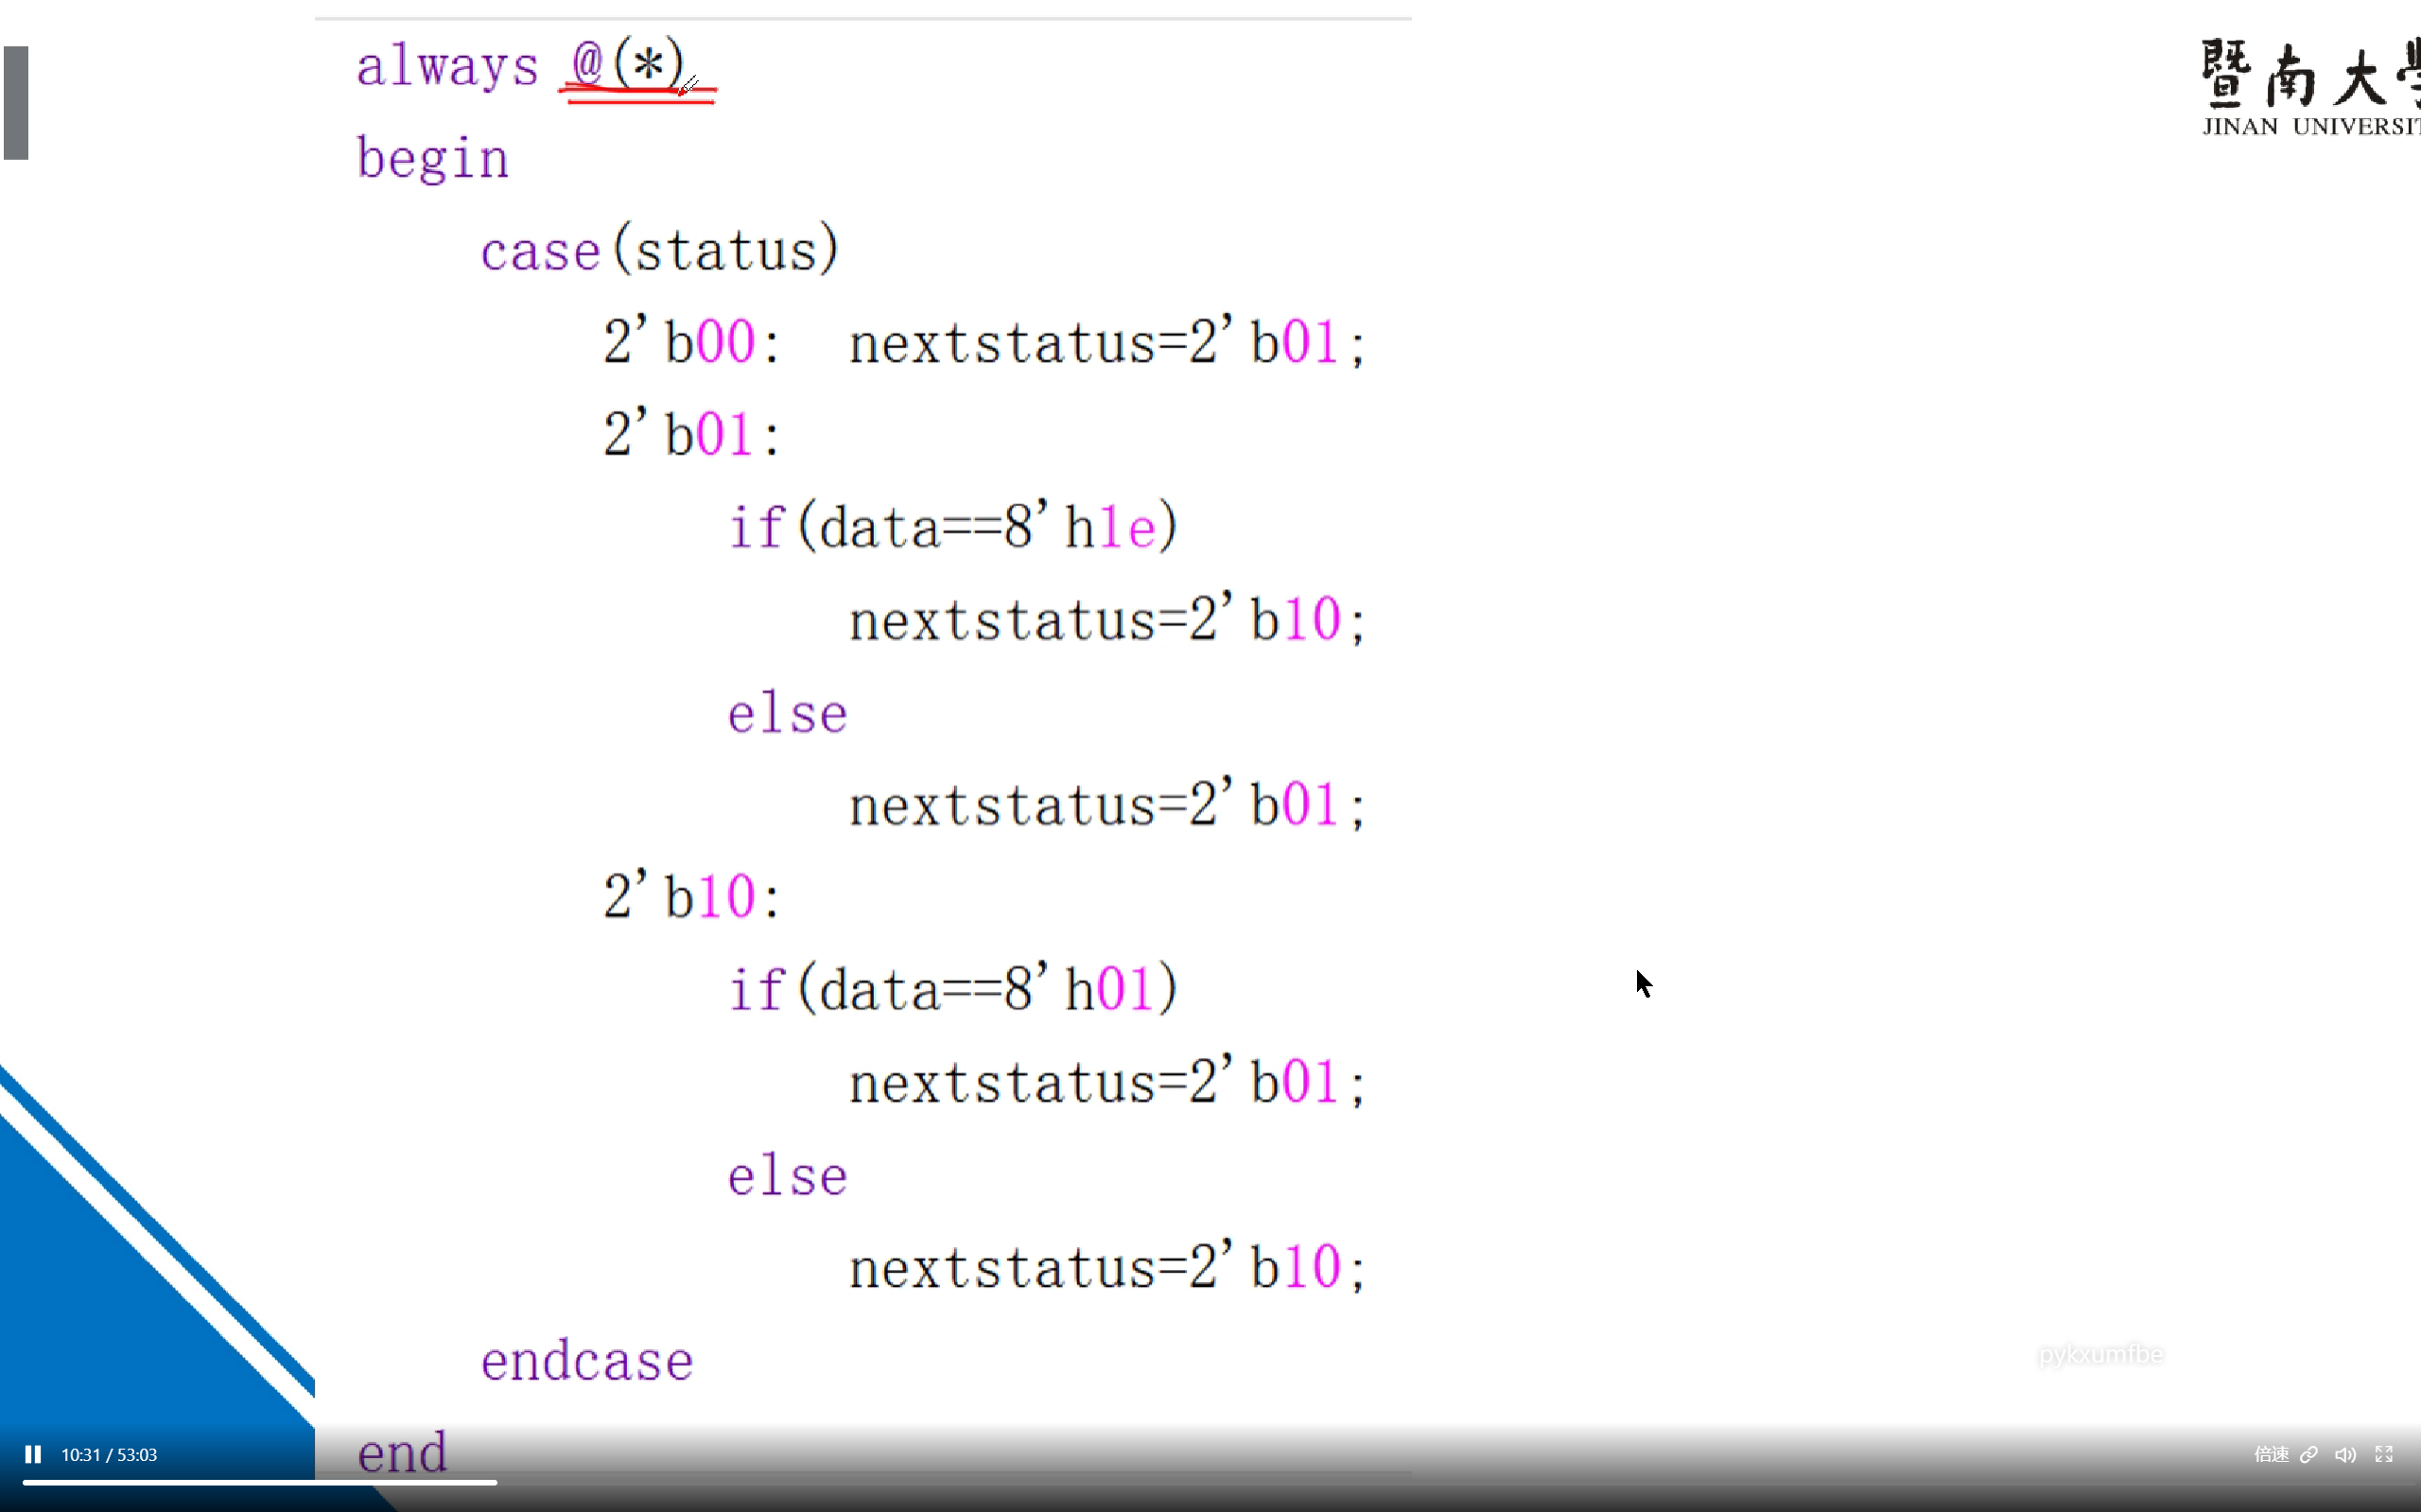 always @(*)
begin
case(status)
2'b00: nextstatus=2'b01;
2'b01:
if(data==8'h1e)
nextstatus=2'b10;
else
nextstatus=2'b01;
2'b10:
if(data==8'h01)
nextstatus=2'b01;
else
nextstatus=2'b10;
endcase
end
暨南大學
JINAN UNIVERSIT
pykxumfbe
10:31 / 53:03
倍速